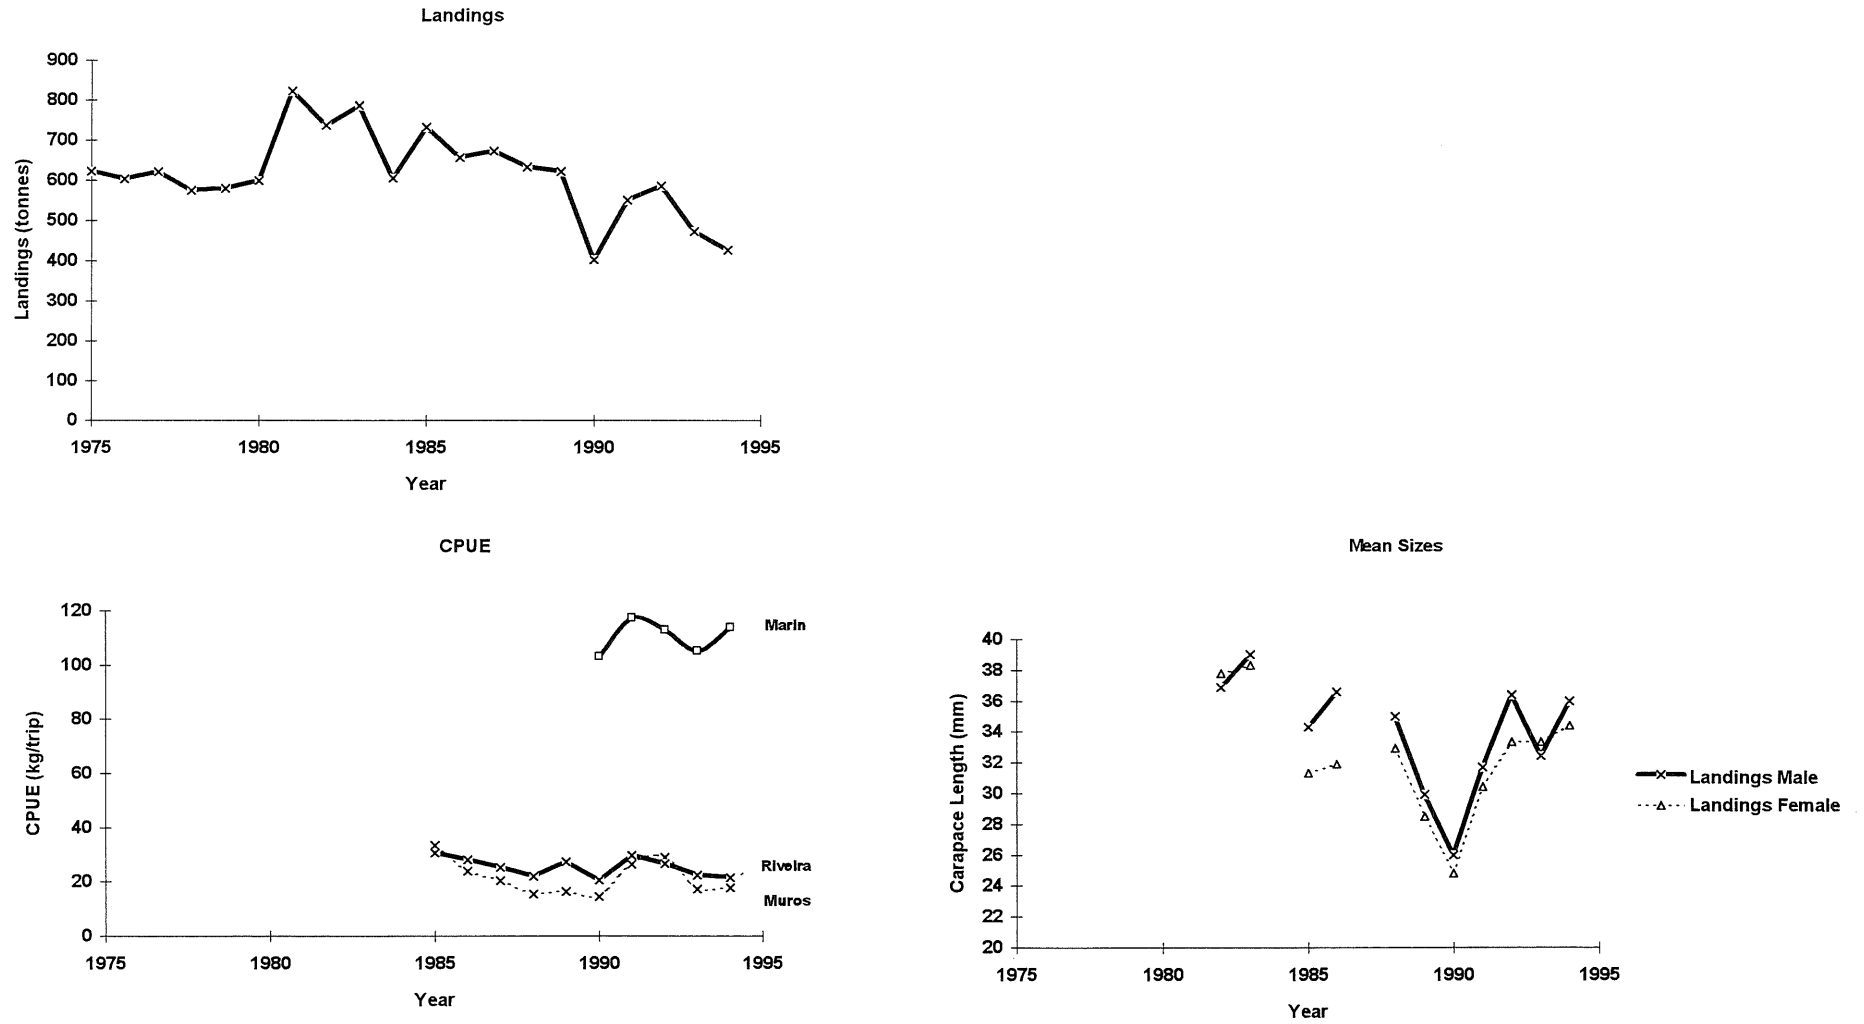 Landings
900
800
700
600
500
400
300
200
100
0
Landings (tonnes)
1975 1980 1985 1990 1995
Year
CPUE
120
100
80
60
40
20
0
CPUE (kg/trip)
Marin
Riveira
Muros
1975 1980 1985 1990 1995
Year
Mean Sizes
40
38
36
34
32
30
28
26
24
22
20
Carapace Length (mm)
Landings Male
Landings Female
1975 1980 1985 1990 1995
Year